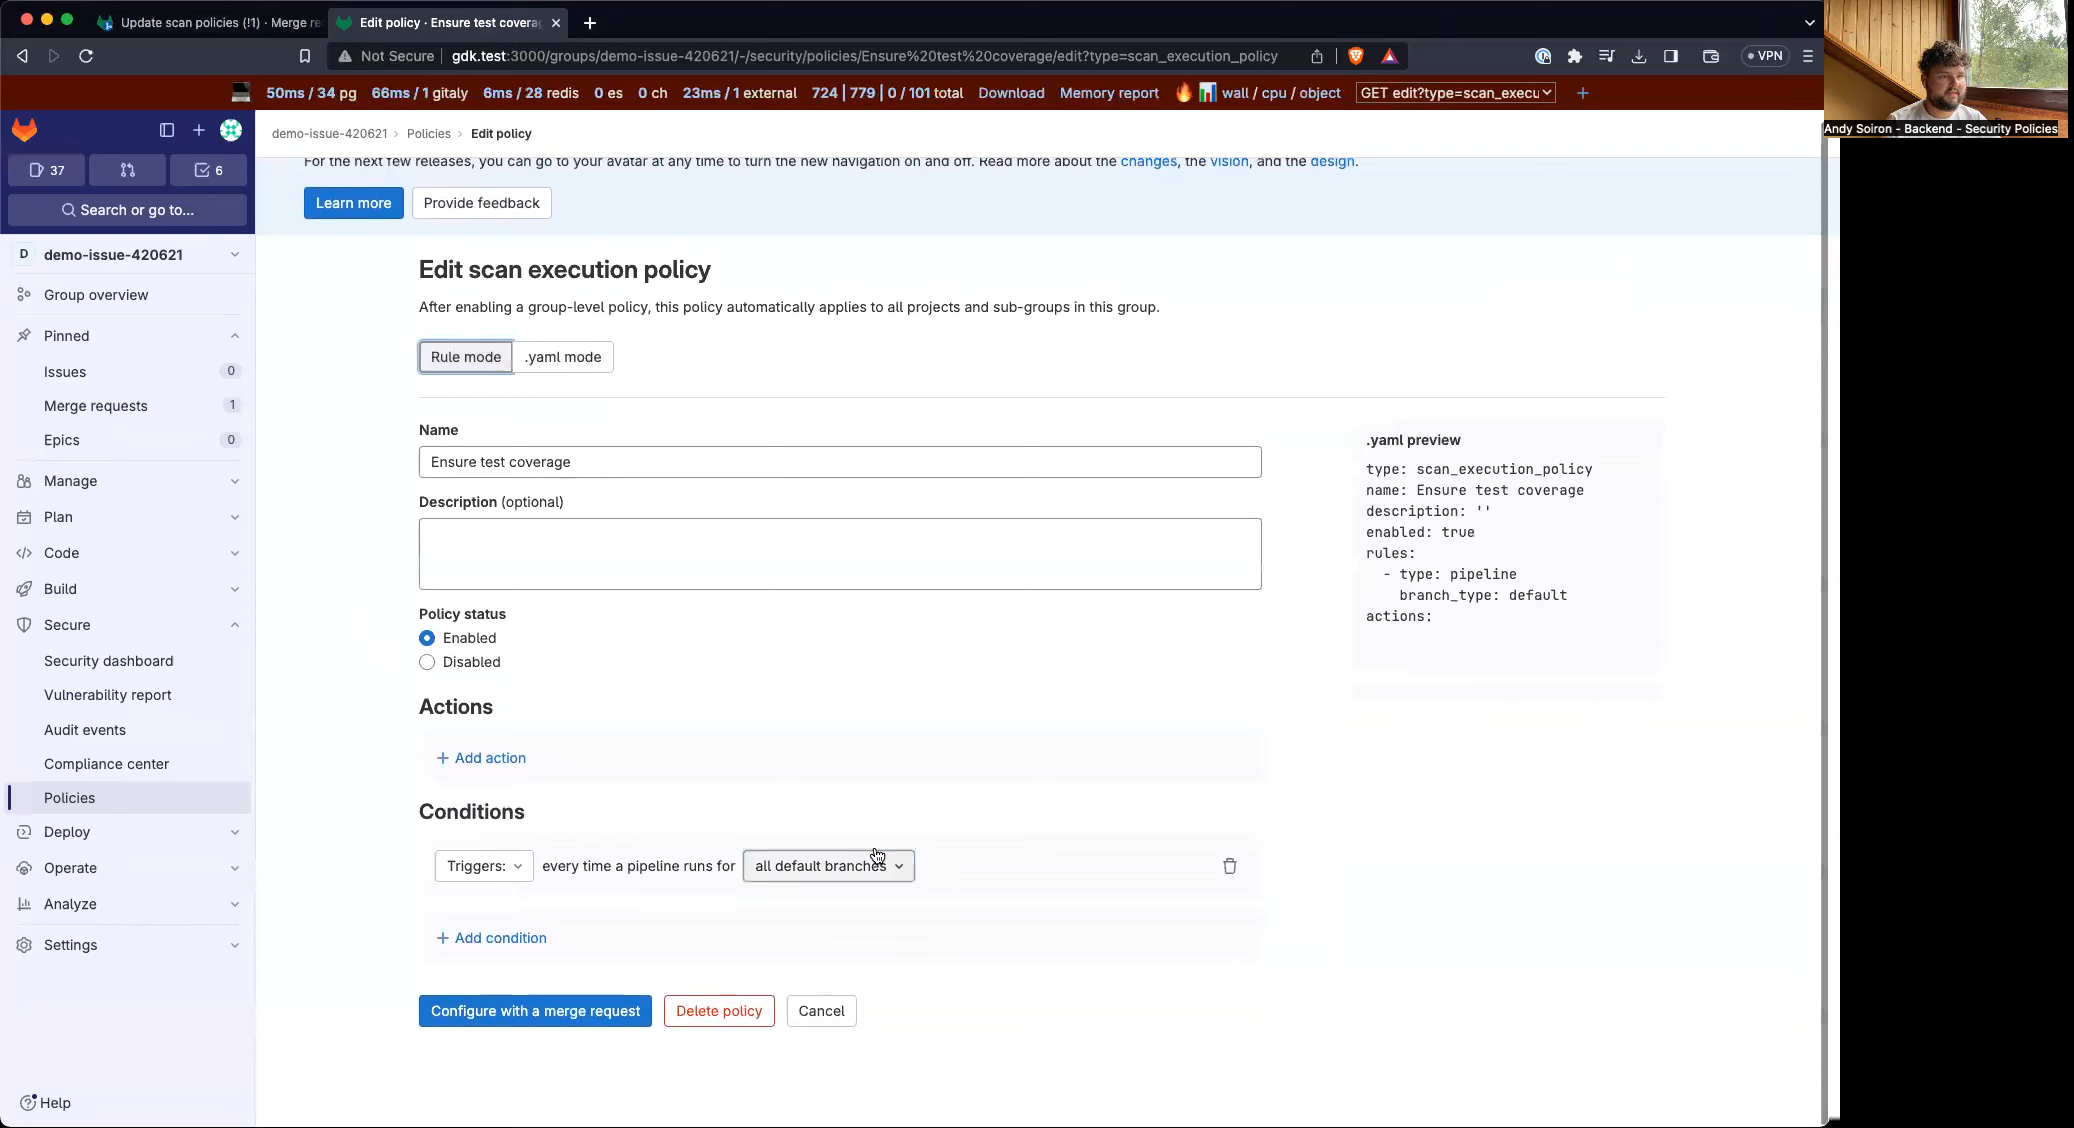 Update scan policies (!1) · Merge re
Edit policy · Ensure test covera
Not Secure
gdk.test:3000/groups/demo-issue-420621/-/security/policies/Ensure%20test%20coverage/edit?type=scan_execution_policy
VPN
50ms / 34 pg 66ms / 1 gitaly 6ms / 28 redis 0 es 0 ch 23ms / 1 external 724 | 779 | 0 / 101 total Download Memory report wall / cpu / object GET edit?type=scan_execu
Andy Soiron - Backend - Security Policies
37
6
Search or go to...
D demo-issue-420621
Group overview
Pinned
Issues 0
Merge requests 1
Epics 0
Manage
Plan
Code
Build
Secure
Security dashboard
Vulnerability report
Audit events
Compliance center
Policies
Deploy
Operate
Analyze
Settings
Help
demo-issue-420621 › Policies › Edit policy
For the next few releases, you can go to your avatar at any time to turn the new navigation on and off. Read more about the changes, the vision, and the design.
Learn more
Provide feedback
Edit scan execution policy
After enabling a group-level policy, this policy automatically applies to all projects and sub-groups in this group.
Rule mode
.yaml mode
Name
Ensure test coverage
Description (optional)
Policy status
Enabled
Disabled
Actions
+ Add action
Conditions
Triggers: every time a pipeline runs for all default branches
+ Add condition
Configure with a merge request
Delete policy
Cancel
.yaml preview
type: scan_execution_policy
name: Ensure test coverage
description: ''
enabled: true
rules:
- type: pipeline
branch_type: default
actions: